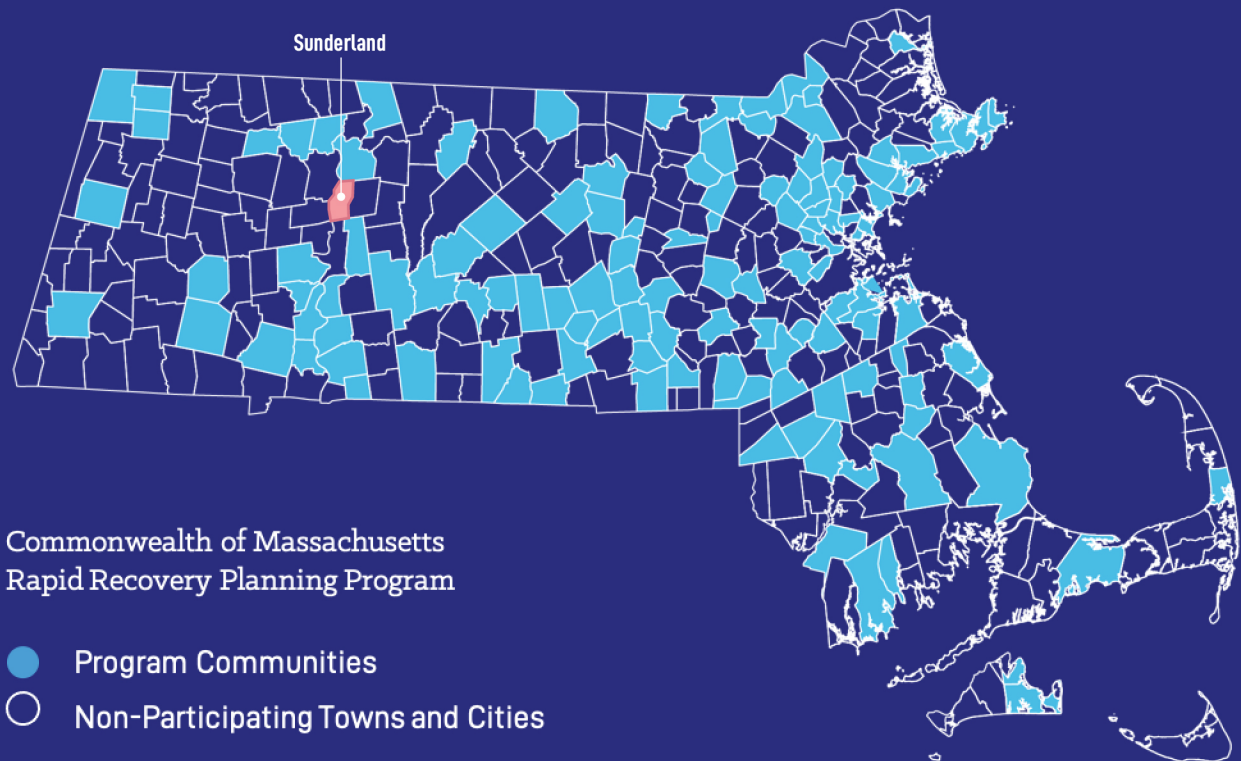 Sunderland
Commonwealth of Massachusetts
Rapid Recovery Planning Program
Program Communities
Non-Participating Towns and Cities